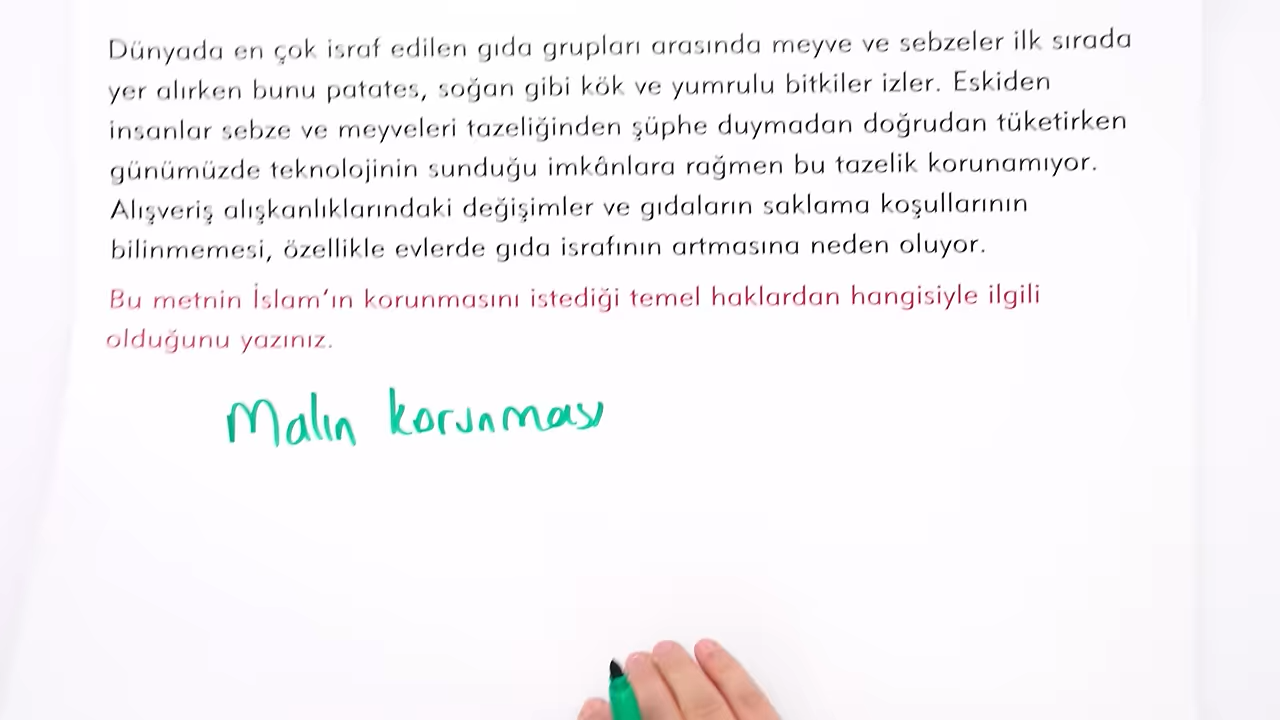 Dünyada en çok israf edilen gıda grupları arasında meyve ve sebzeler ilk sırada
yer alırken bunu patates, soğan gibi kök ve yumrulu bitkiler izler. Eskiden
insanlar sebze ve meyveleri tazeliğinden şüphe duymadan doğrudan tüketirken
günümüzde teknolojinin sunduğu imkânlara rağmen bu tazelik korunamıyor.
Alışveriş alışkanlıklarındaki değişimler ve gıdaların saklama koşullarının
bilinmemesi, özellikle evlerde gıda israfının artmasına neden oluyor.
Bu metnin İslam'ın korunmasını istediği temel haklardan hangisiyle ilgili
olduğunu yazınız.
Malın korunması